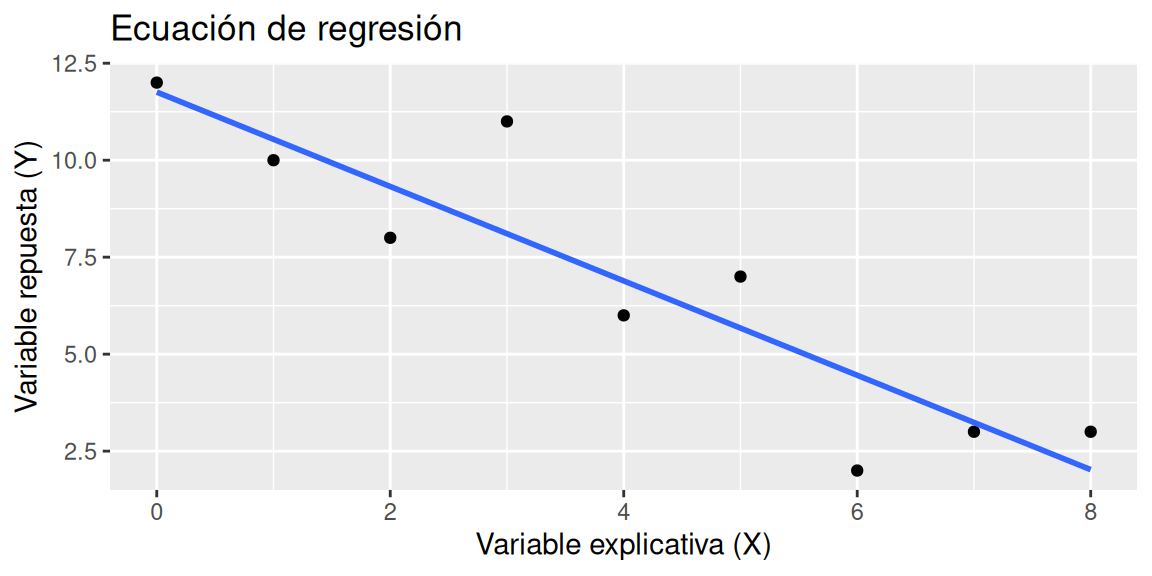 Ecuación de regresión
Variable repuesta (Y)
12.5
10.0
7.5
5.0
2.5
0 2 4 6 8
Variable explicativa (X)